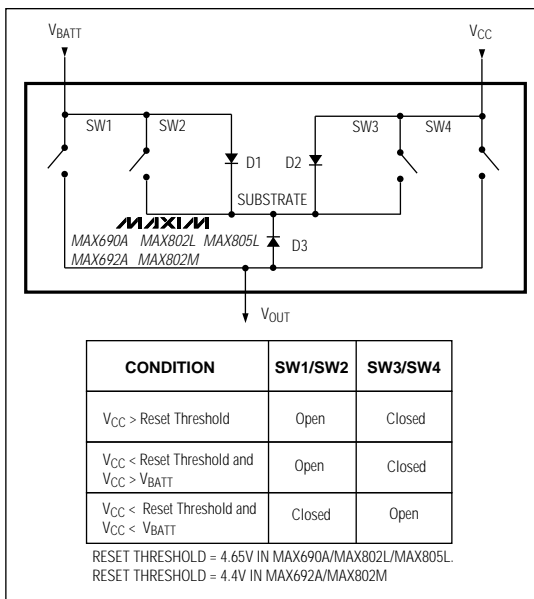 VBATT
VCC
SW1
SW2
SW3
SW4
D1
D2
SUBSTRATE
MAXIM
MAX690A MAX802L MAX805L
MAX692A MAX802M
D3
VOUT
CONDITION SW1/SW2 SW3/SW4
VCC > Reset Threshold Open Closed
VCC < Reset Threshold and
VCC > VBATT
Open Closed
VCC < Reset Threshold and
VCC < VBATT
Closed Open
RESET THRESHOLD = 4.65V IN MAX690A/MAX802L/MAX805L.
RESET THRESHOLD = 4.4V IN MAX692A/MAX802M